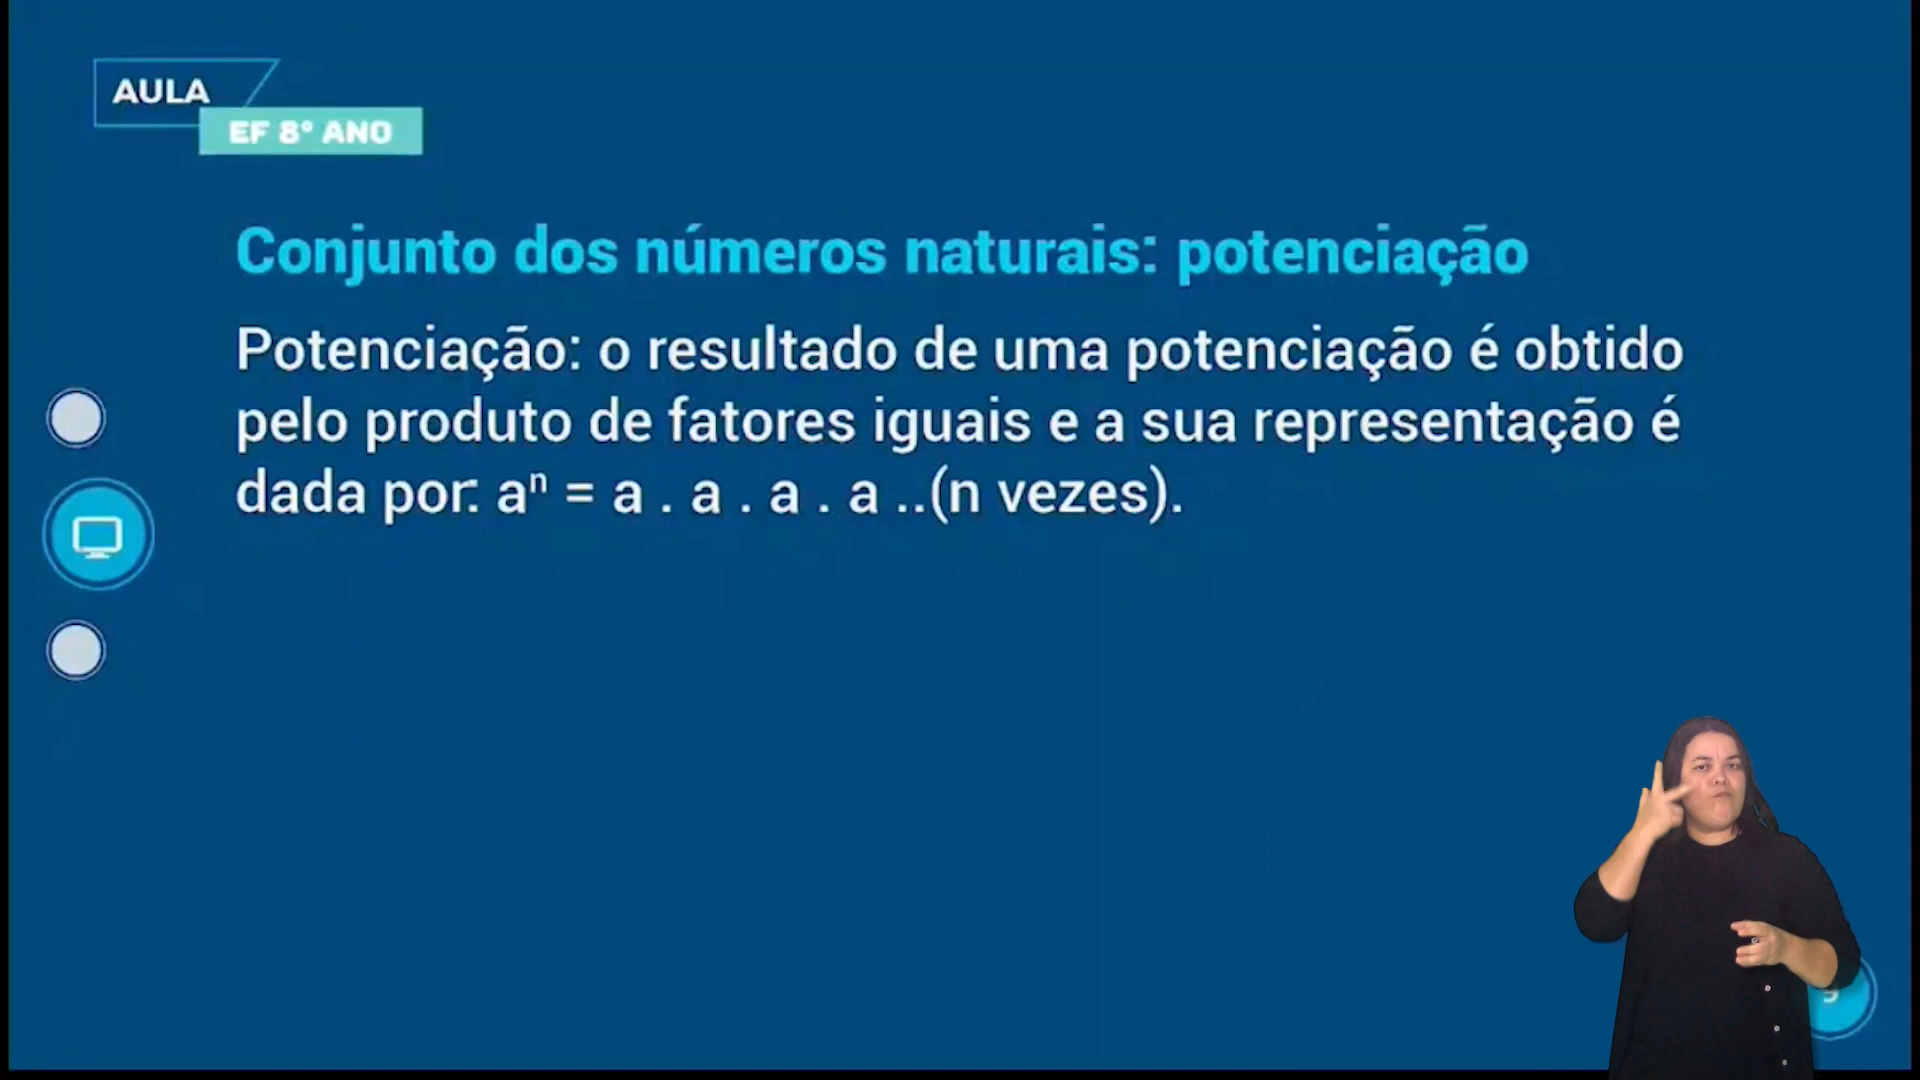 AULA
EF 8º ANO
Conjunto dos números naturais: potenciação
Potenciação: o resultado de uma potenciação é obtido
pelo produto de fatores iguais e a sua representação é
dada por: aⁿ = a . a . a . a ..(n vezes).